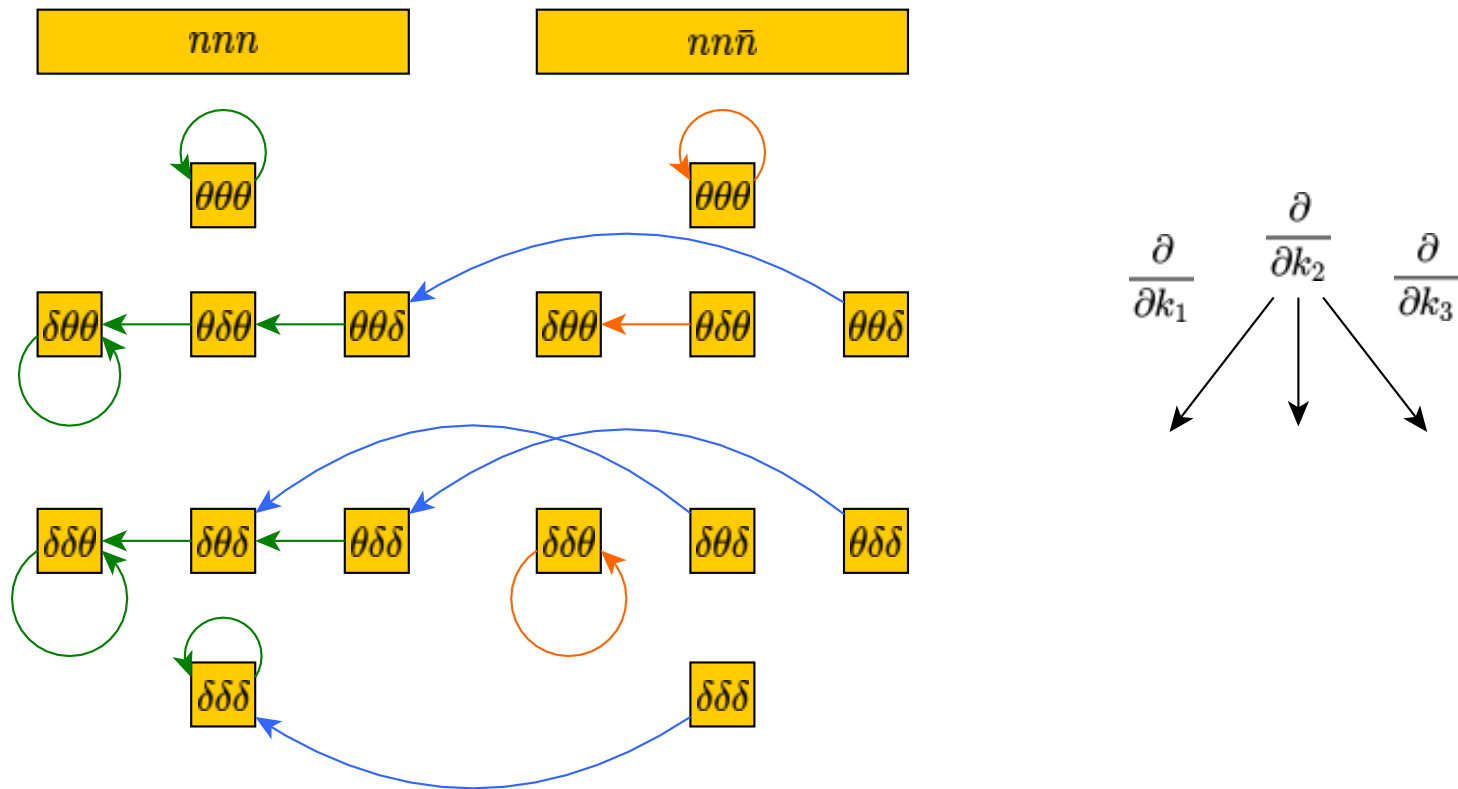 nnn nnn̄
θθθ θθθ
∂/∂k₁ ∂/∂k₂ ∂/∂k₃
δθθ θδθ θθδ δθθ θδθ θθδ
δδθ δθδ θδδ δδθ δθδ θδδ
δδδ δδδ